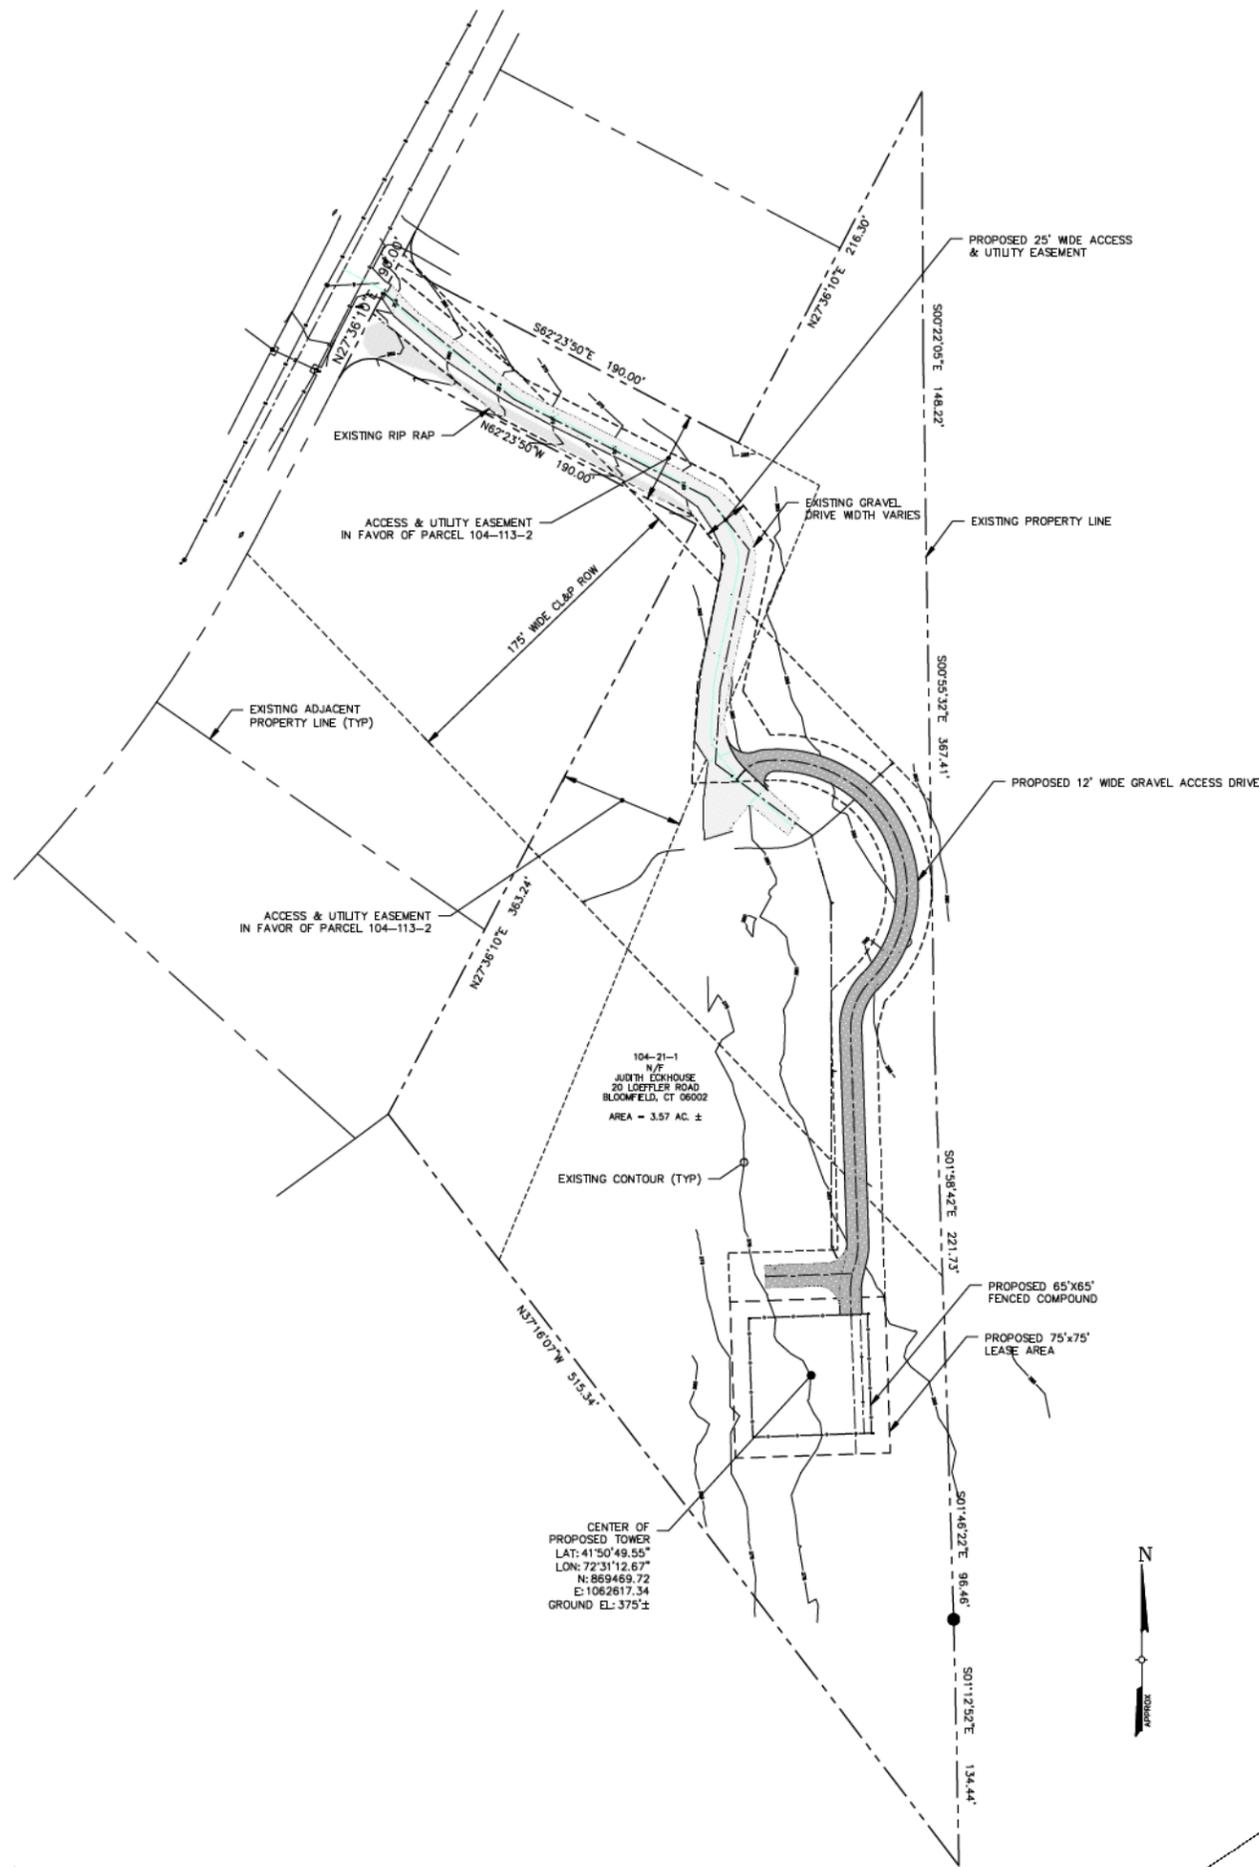 N27°36'10"E 90.00'
S62°23'50"E 190.00'
N27°36'10"E 216.30'
PROPOSED 25' WIDE ACCESS
& UTILITY EASEMENT
S00°22'05"E 148.22'
EXISTING RIP RAP
N62°23'50"W 190.00'
ACCESS & UTILITY EASEMENT
IN FAVOR OF PARCEL 104-113-2
EXISTING GRAVEL
DRIVE WIDTH VARIES
EXISTING PROPERTY LINE
175' WIDE CL&P ROW
EXISTING ADJACENT
PROPERTY LINE (TYP)
S00°55'32"E 367.41'
PROPOSED 12' WIDE GRAVEL ACCESS DRIVE
ACCESS & UTILITY EASEMENT
IN FAVOR OF PARCEL 104-113-2
N27°36'10"E 363.24'
104-21-1
N/F
JUDITH ECKHOUSE
20 LOEFFLER ROAD
BLOOMFIELD, CT 06002
AREA = 3.57 AC. ±
EXISTING CONTOUR (TYP)
S01°58'42"E 221.73'
PROPOSED 65'X65'
FENCED COMPOUND
PROPOSED 75'x75'
LEASE AREA
N37°16'07"W 515.34'
CENTER OF
PROPOSED TOWER
LAT: 41°50'49.55"
LON: 72°31'12.67"
N: 869469.72
E: 1062617.34
GROUND EL: 375'±
S01°46'22"E 96.46'
N
APPROX
S01°12'52"E 134.44'